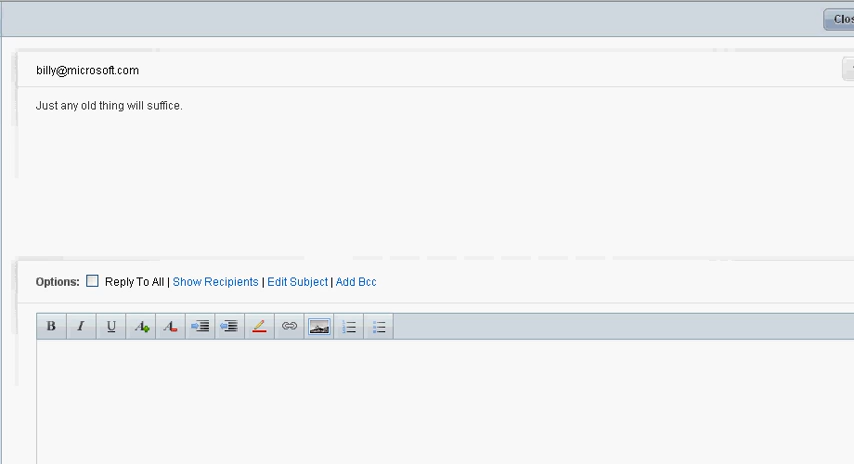 Clos
billy@microsoft.com
Just any old thing will suffice.
Options: Reply To All | Show Recipients | Edit Subject | Add Bcc
B I U A A